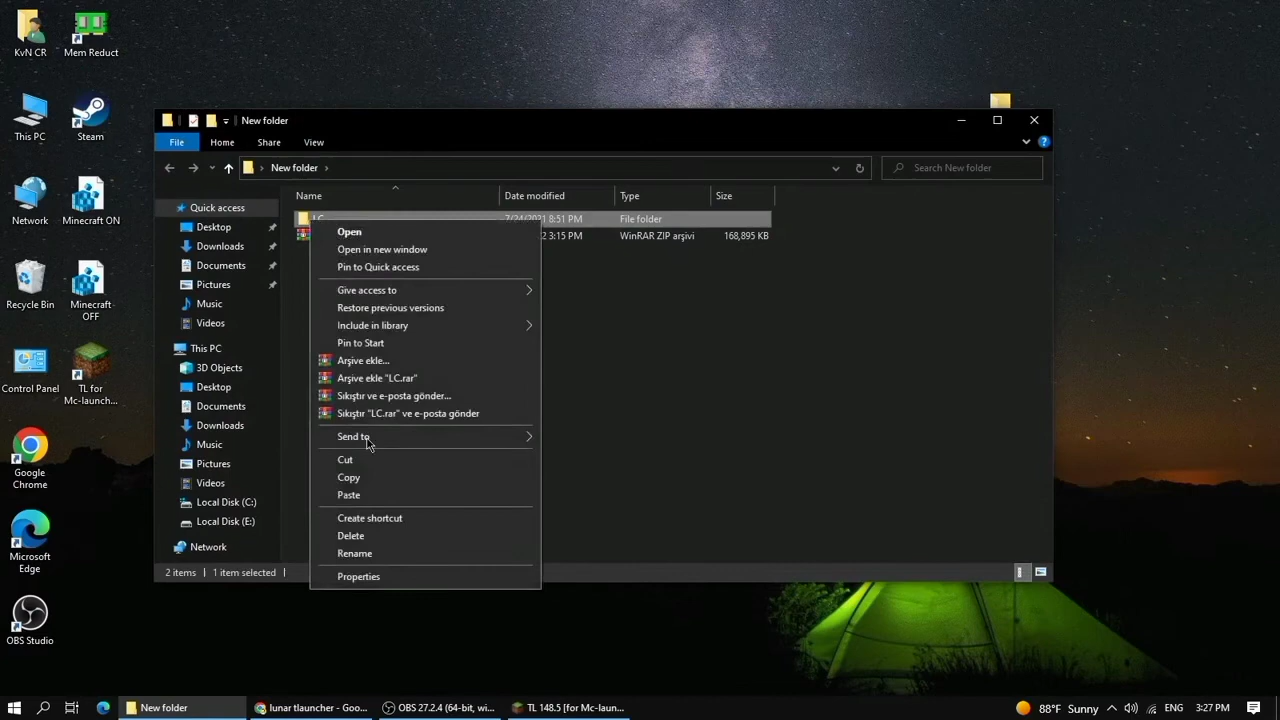 KvN CR
Mem Reduct
This PC
Steam
Network
Minecraft ON
Recycle Bin
Minecraft OFF
Control Panel
TL for
Mc-launch...
Google
Chrome
Microsoft
Edge
OBS Studio
New folder
File
Home
Share
View
New folder
Search New folder
Name
Date modified
Type
Size
Quick access
Desktop
Downloads
Documents
Pictures
Music
Videos
This PC
3D Objects
Desktop
Documents
Downloads
Music
Pictures
Videos
Local Disk (C:)
Local Disk (E:)
Network
LC
7/24/2021 8:51 PM
File folder
2 3:15 PM
WinRAR ZIP arşivi
168,895 KB
Open
Open in new window
Pin to Quick access
Give access to
Restore previous versions
Include in library
Pin to Start
Arşive ekle...
Arşive ekle "LC.rar"
Sıkıştır ve e-posta gönder...
Sıkıştır "LC.rar" ve e-posta gönder
Send to
Cut
Copy
Paste
Create shortcut
Delete
Rename
Properties
2 items
1 item selected
New folder
lunar tlauncher - Goo...
OBS 27.2.4 (64-bit, wi...
TL 148.5 [for Mc-laun...
88°F Sunny
ENG
3:27 PM